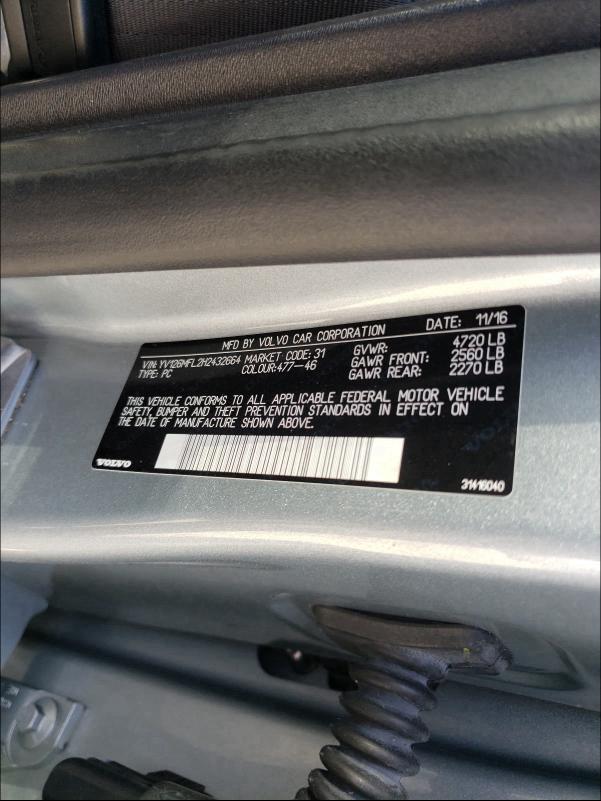 MFD BY VOLVO CAR CORPORATION DATE: 11/16
VIN: YV126MFL2H2432664 MARKET CODE: 31 GVWR: 4720 LB
TYPE: PC COLOUR:477-46 GAWR FRONT: 2560 LB
GAWR REAR: 2270 LB
THIS VEHICLE CONFORMS TO ALL APPLICABLE FEDERAL MOTOR VEHICLE
SAFETY, BUMPER AND THEFT PREVENTION STANDARDS IN EFFECT ON
THE DATE OF MANUFACTURE SHOWN ABOVE.
VOLVO 31416040